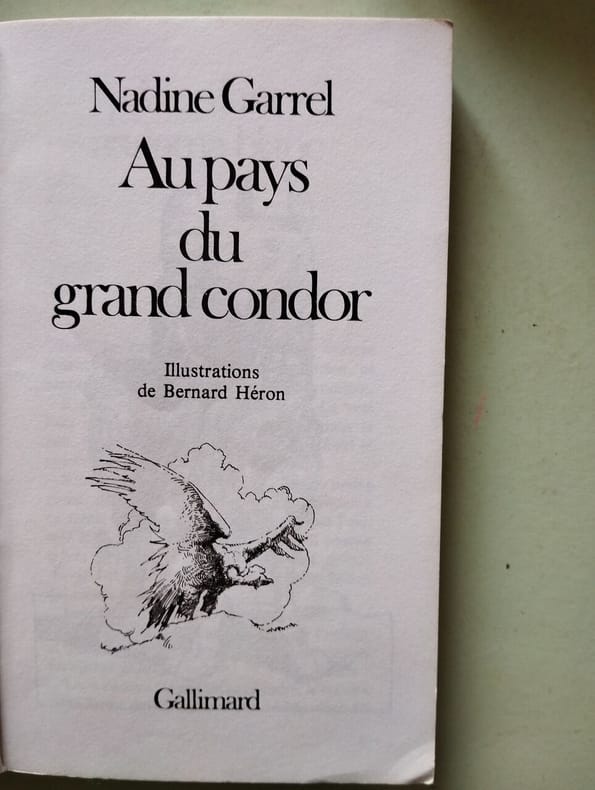 Nadine Garrel
Au pays
du
grand condor
Illustrations
de Bernard Héron
Gallimard